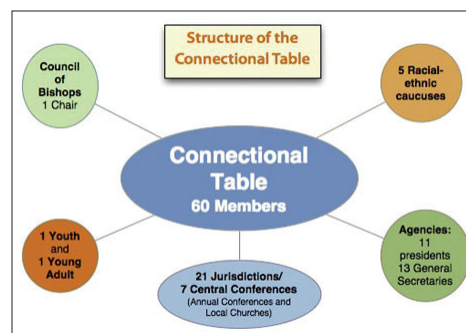 Structure of the
Connectional Table
Council
of
Bishops
1 Chair
5 Racial-
ethnic
caucuses
Connectional
Table
60 Members
1 Youth
and
1 Young
Adult
21 Jurisdictions/
7 Central Conferences
(Annual Conferences and
Local Churches)
Agencies:
11
presidents
13 General
Secretaries